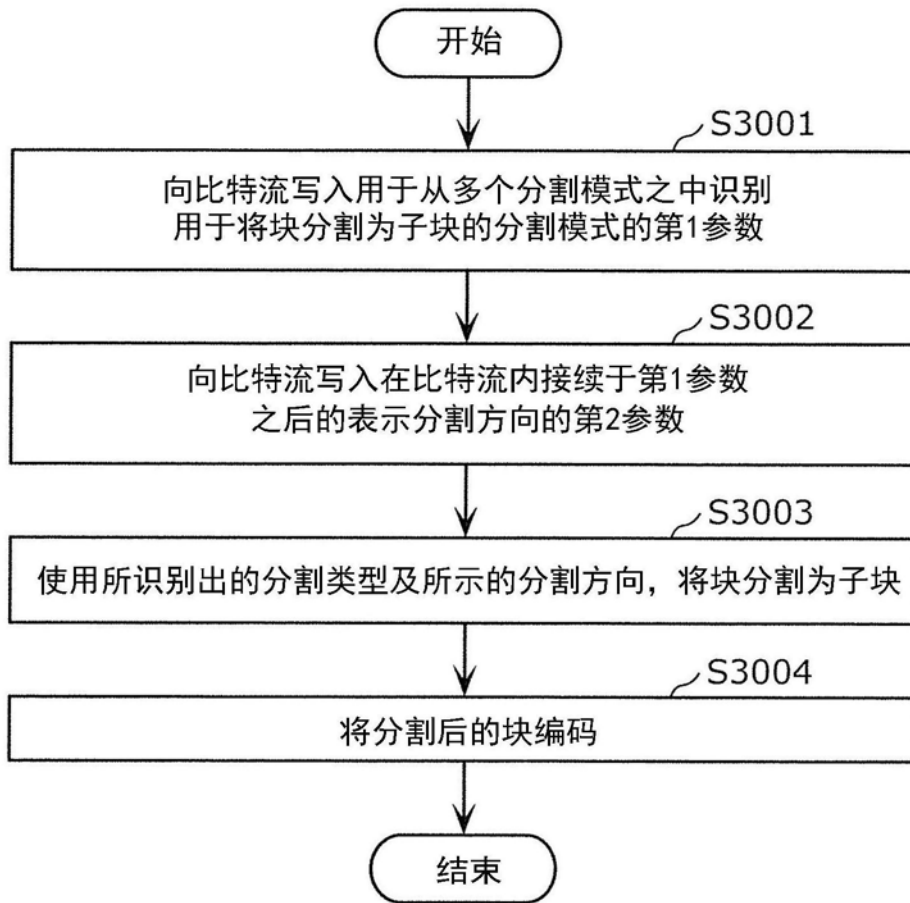 开始
S3001
向比特流写入用于从多个分割模式之中识别
用于将块分割为子块的分割模式的第1参数
S3002
向比特流写入在比特流内接续于第1参数
之后的表示分割方向的第2参数
S3003
使用所识别出的分割类型及所示的分割方向，将块分割为子块
S3004
将分割后的块编码
结束